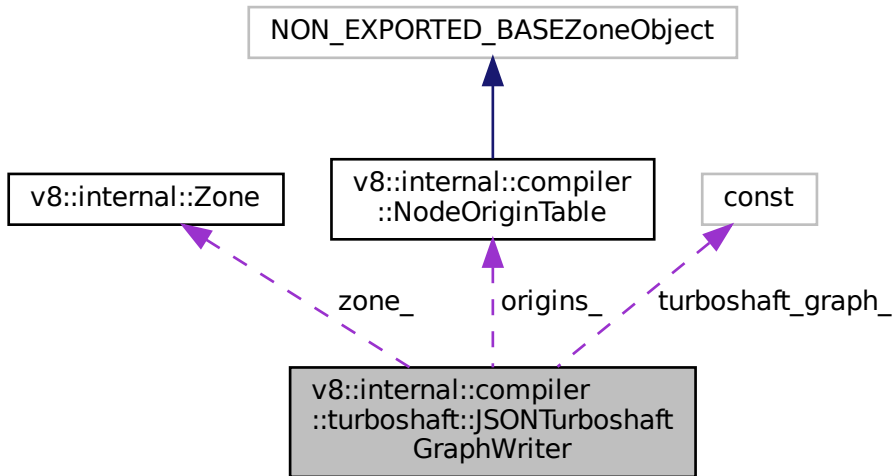 NON_EXPORTED_BASEZoneObject
v8::internal::Zone
v8::internal::compiler
::NodeOriginTable
const
zone_
origins_
turboshaft_graph_
v8::internal::compiler
::turboshaft::JSONTurboshaft
GraphWriter